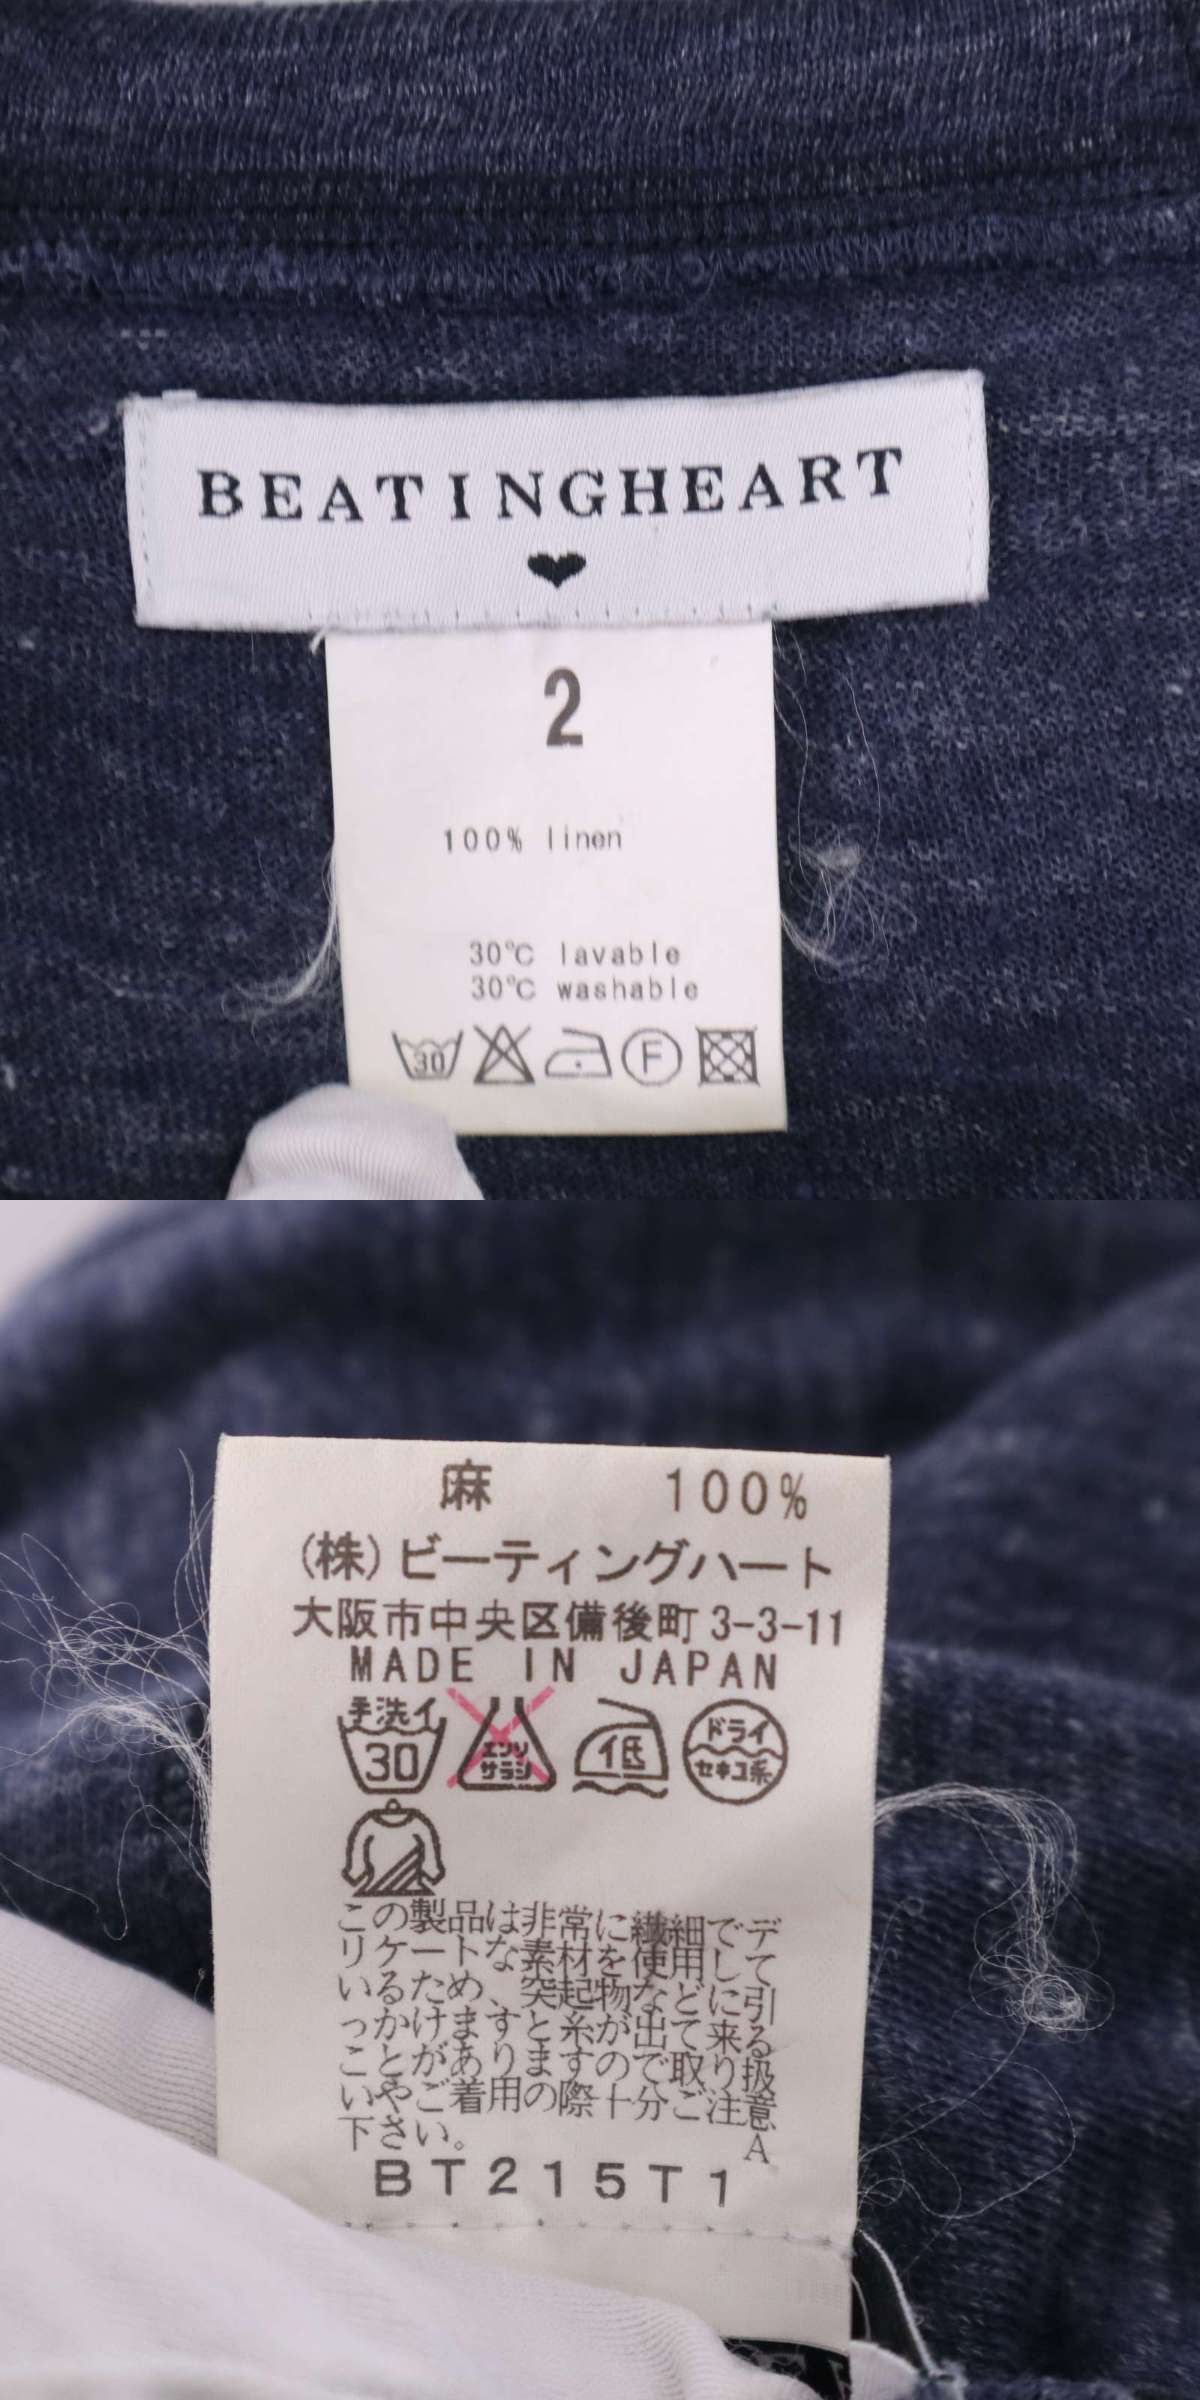 BEATINGHEART
2
100% linen
30℃ lavable
30℃ washable
30 F
麻 100%
(株)ビーティングハート
大阪市中央区備後町3-3-11
MADE IN JAPAN
手洗イ 30 エンソサラシ 低 ドライ セキユ系
この製品は非常に繊細でデ
リケートな素材を使用して
いるため、突起物などに引
っかけますと糸が出て来る
ことがありますので取り扱
いやご着用の際十分ご注意
下さい。 A
BT215T1